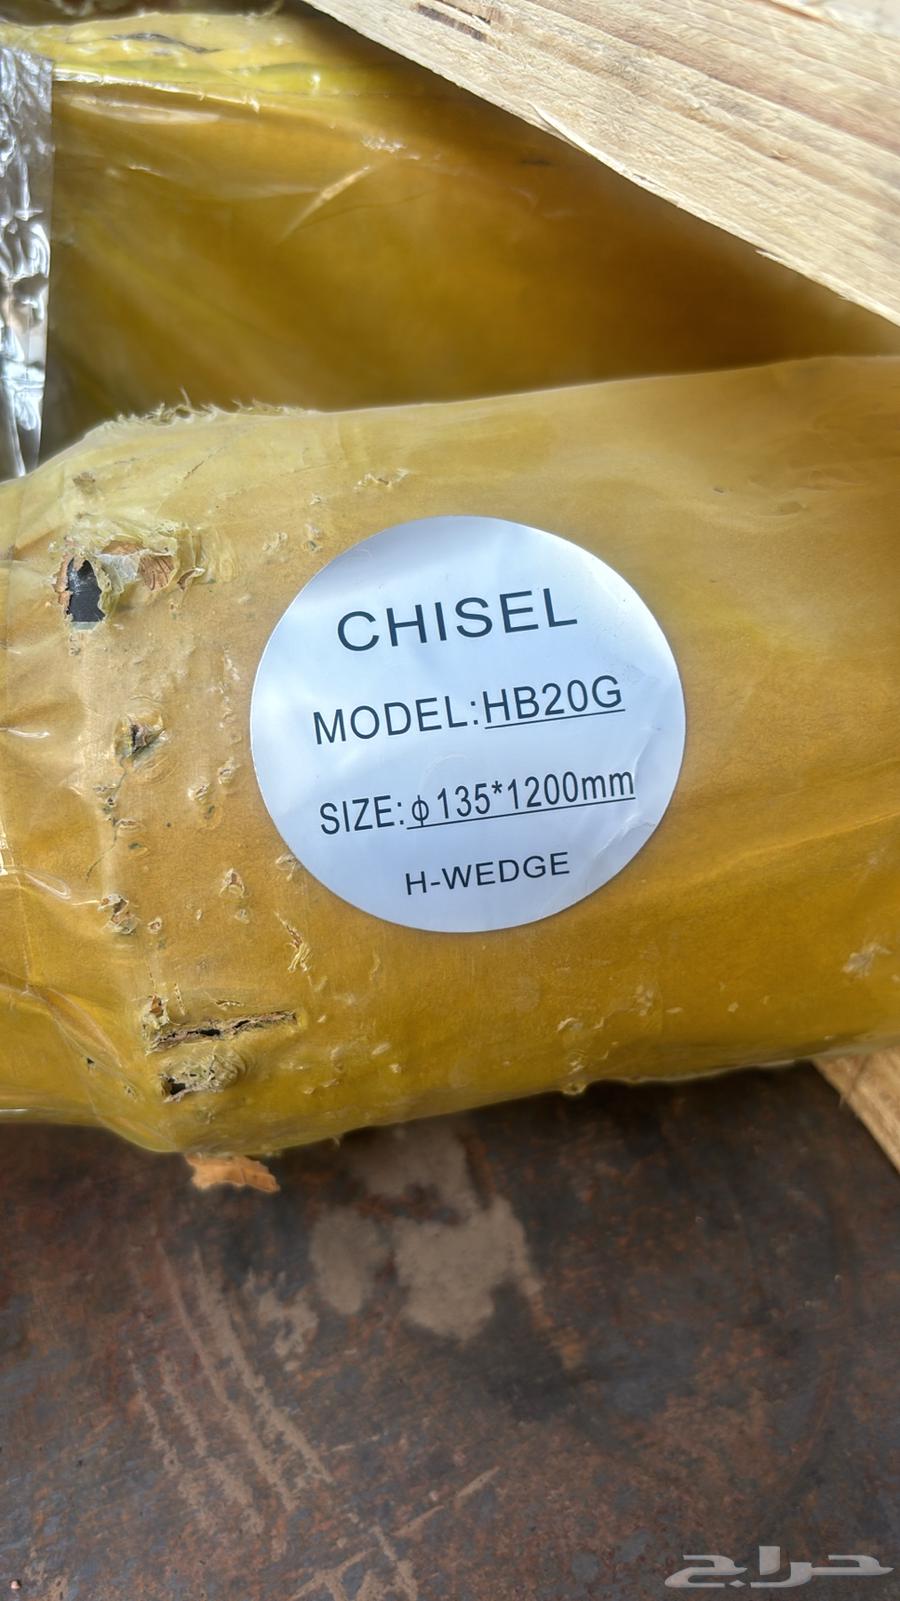 CHISEL
MODEL:HB20G
SIZE:ϕ135*1200mm
H-WEDGE
حراج